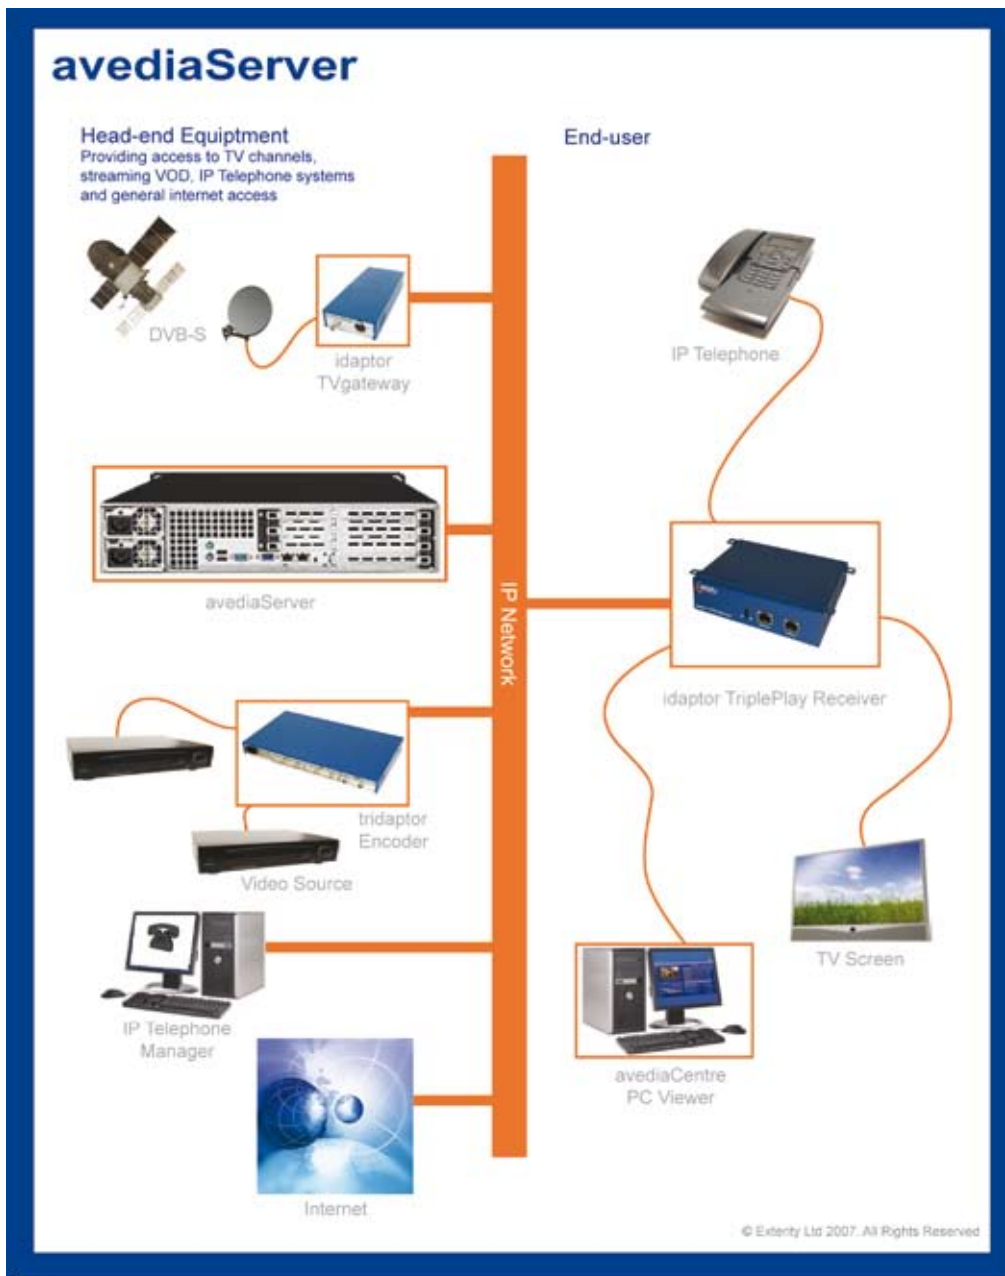 avediaServer
Head-end Equiptment
Providing access to TV channels,
streaming VOD, IP Telephone systems
and general internet access
End-user
DVB-S
idaptor
TVgateway
IP Telephone
avediaServer
IP Network
idaptor TriplePlay Receiver
tridaptor
Encoder
Video Source
TV Screen
IP Telephone
Manager
avediaCentre
PC Viewer
Internet
© Exterity Ltd 2007. All Rights Reserved